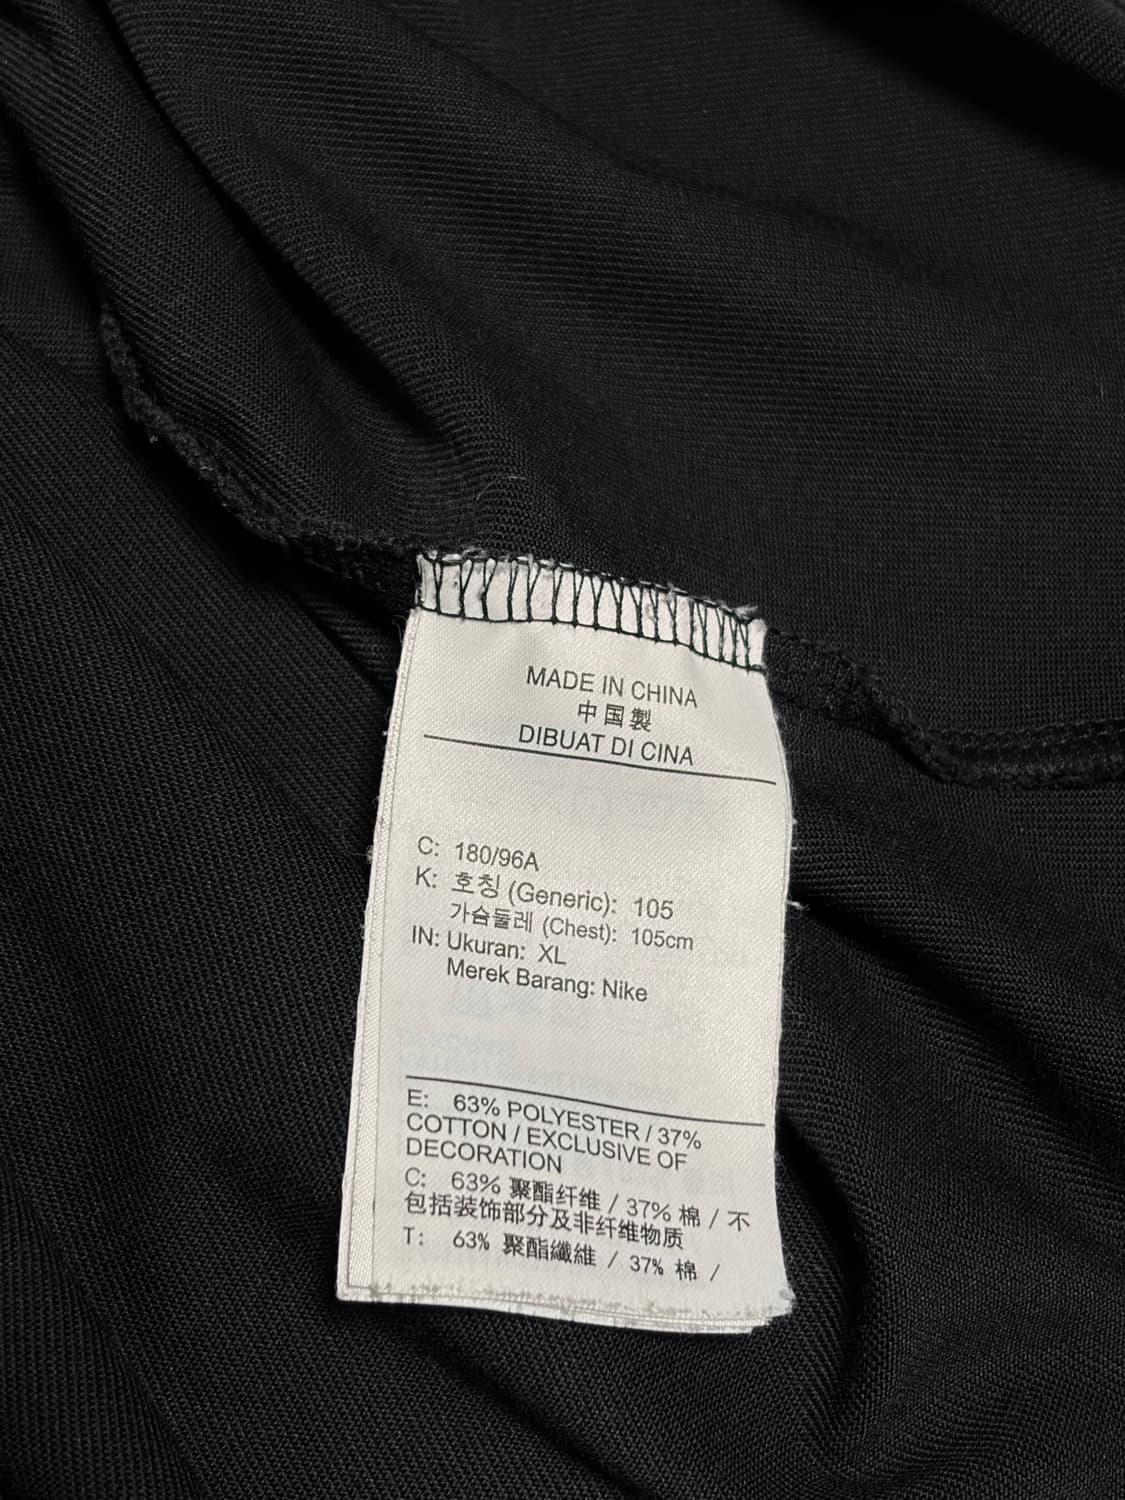 MADE IN CHINA
中国製
DIBUAT DI CINA
C: 180/96A
K: 호칭 (Generic): 105
가슴둘레 (Chest): 105cm
IN: Ukuran: XL
Merek Barang: Nike
E: 63% POLYESTER / 37%
COTTON / EXCLUSIVE OF
DECORATION
C: 63% 聚酯纤维 / 37% 棉 / 不
包括装饰部分及非纤维物质
T: 63% 聚酯纖維 / 37% 棉 /